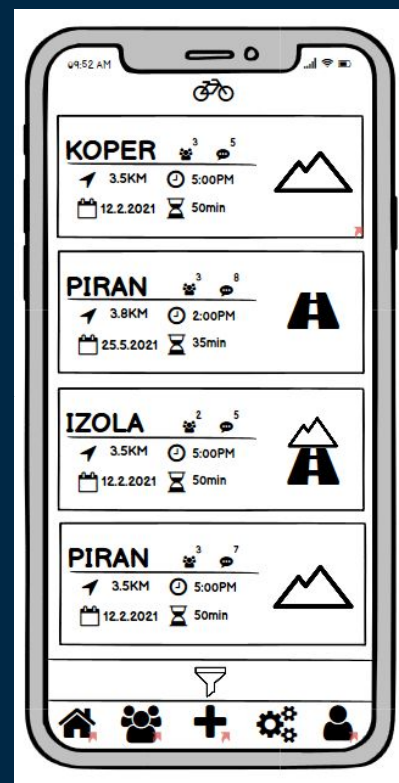 09:52 AM
KOPER 3 5
3.5KM 5:00PM
12.2.2021 50min
PIRAN 3 8
3.8KM 2:00PM
25.5.2021 35min
IZOLA 2 5
3.5KM 5:00PM
12.2.2021 50min
PIRAN 3 7
3.5KM 5:00PM
12.2.2021 50min